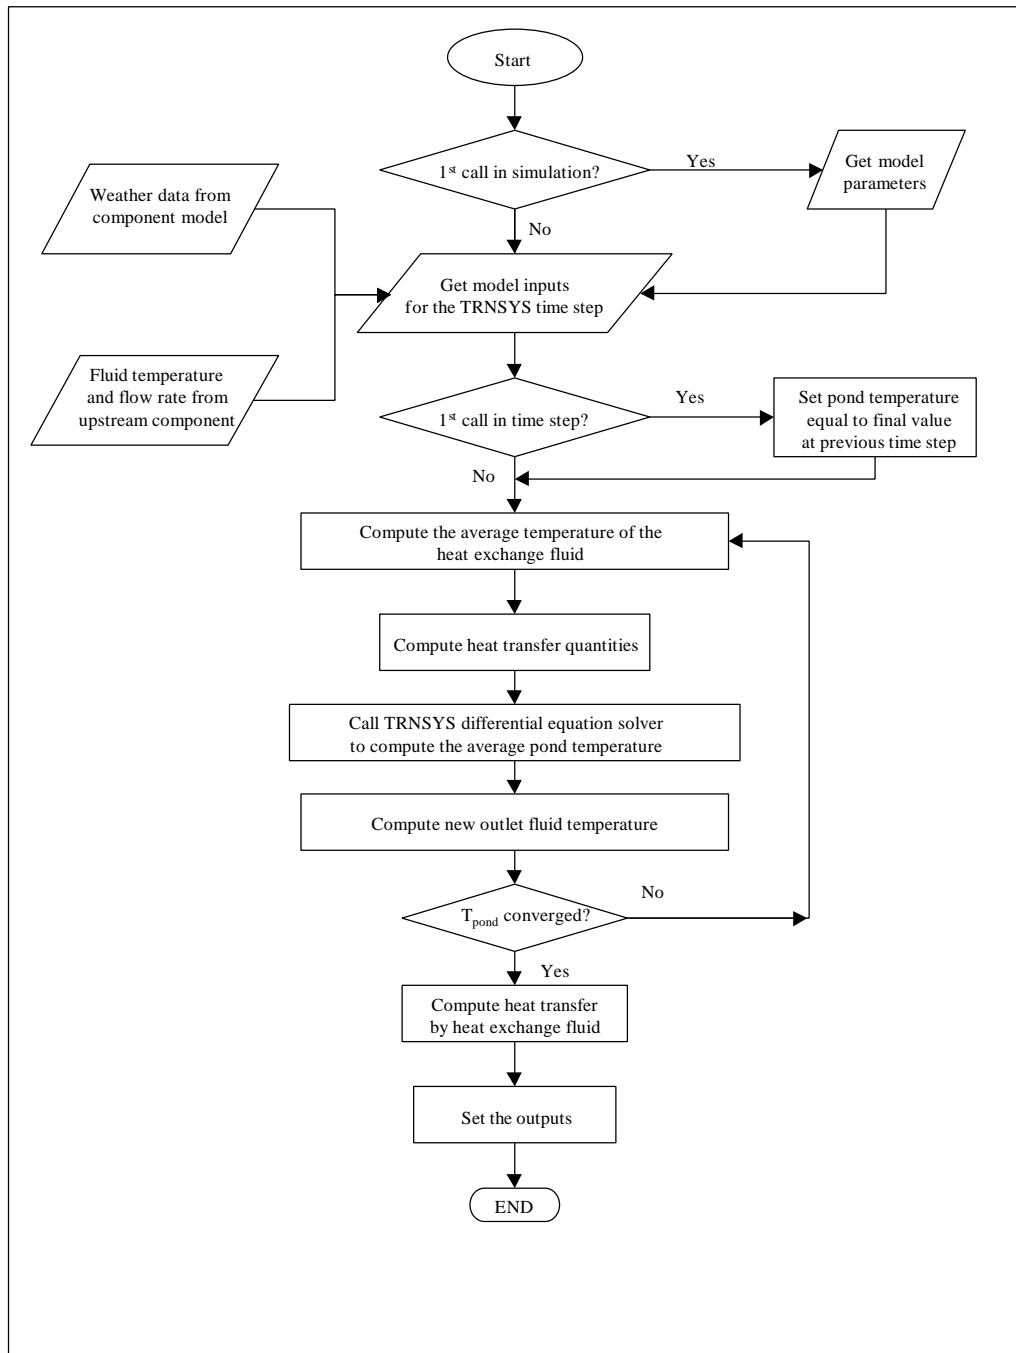 Start
1st call in simulation?
Yes
Get model
parameters
Weather data from
component model
No
Get model inputs
for the TRNSYS time step
Fluid temperature
and flow rate from
upstream component
1st call in time step?
Yes
Set pond temperature
equal to final value
at previous time step
No
Compute the average temperature of the
heat exchange fluid
Compute heat transfer quantities
Call TRNSYS differential equation solver
to compute the average pond temperature
Compute new outlet fluid temperature
Tpond converged?
No
Yes
Compute heat transfer
by heat exchange fluid
Set the outputs
END